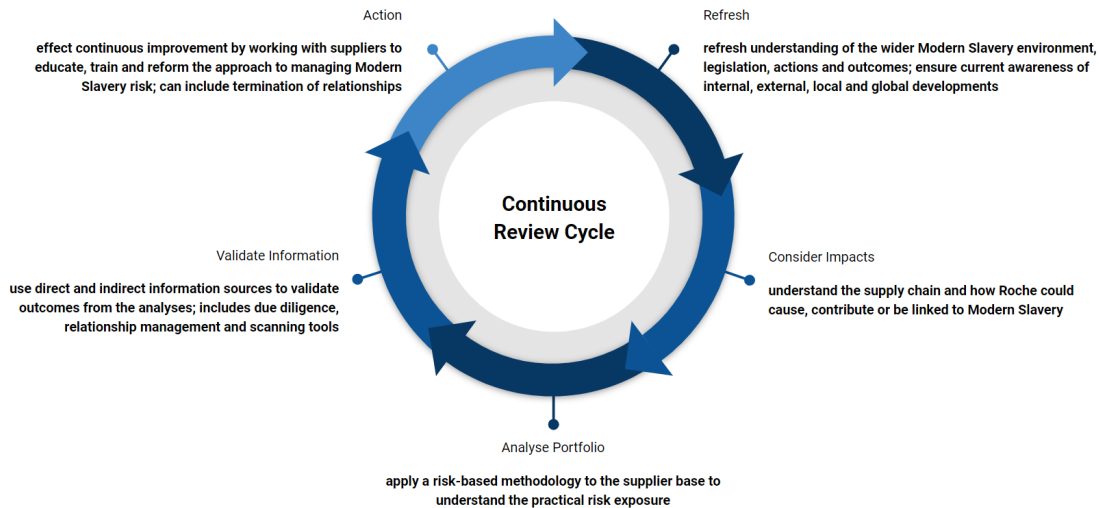 Action
effect continuous improvement by working with suppliers to
educate, train and reform the approach to managing Modern
Slavery risk; can include termination of relationships
Refresh
refresh understanding of the wider Modern Slavery environment,
legislation, actions and outcomes; ensure current awareness of
internal, external, local and global developments
Continuous
Review Cycle
Validate Information
use direct and indirect information sources to validate
outcomes from the analyses; includes due diligence,
relationship management and scanning tools
Consider Impacts
understand the supply chain and how Roche could
cause, contribute or be linked to Modern Slavery
Analyse Portfolio
apply a risk-based methodology to the supplier base to
understand the practical risk exposure